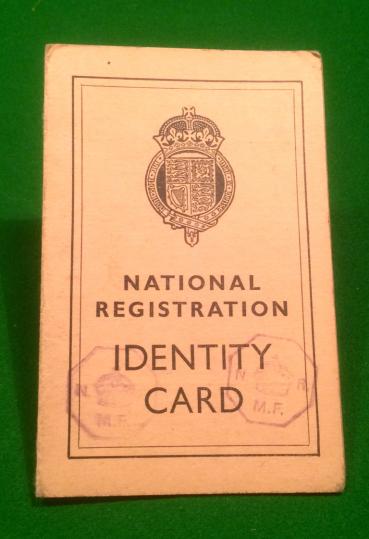 NATIONAL
REGISTRATION
IDENTITY
CARD
N
M.F.
N R
M.F.